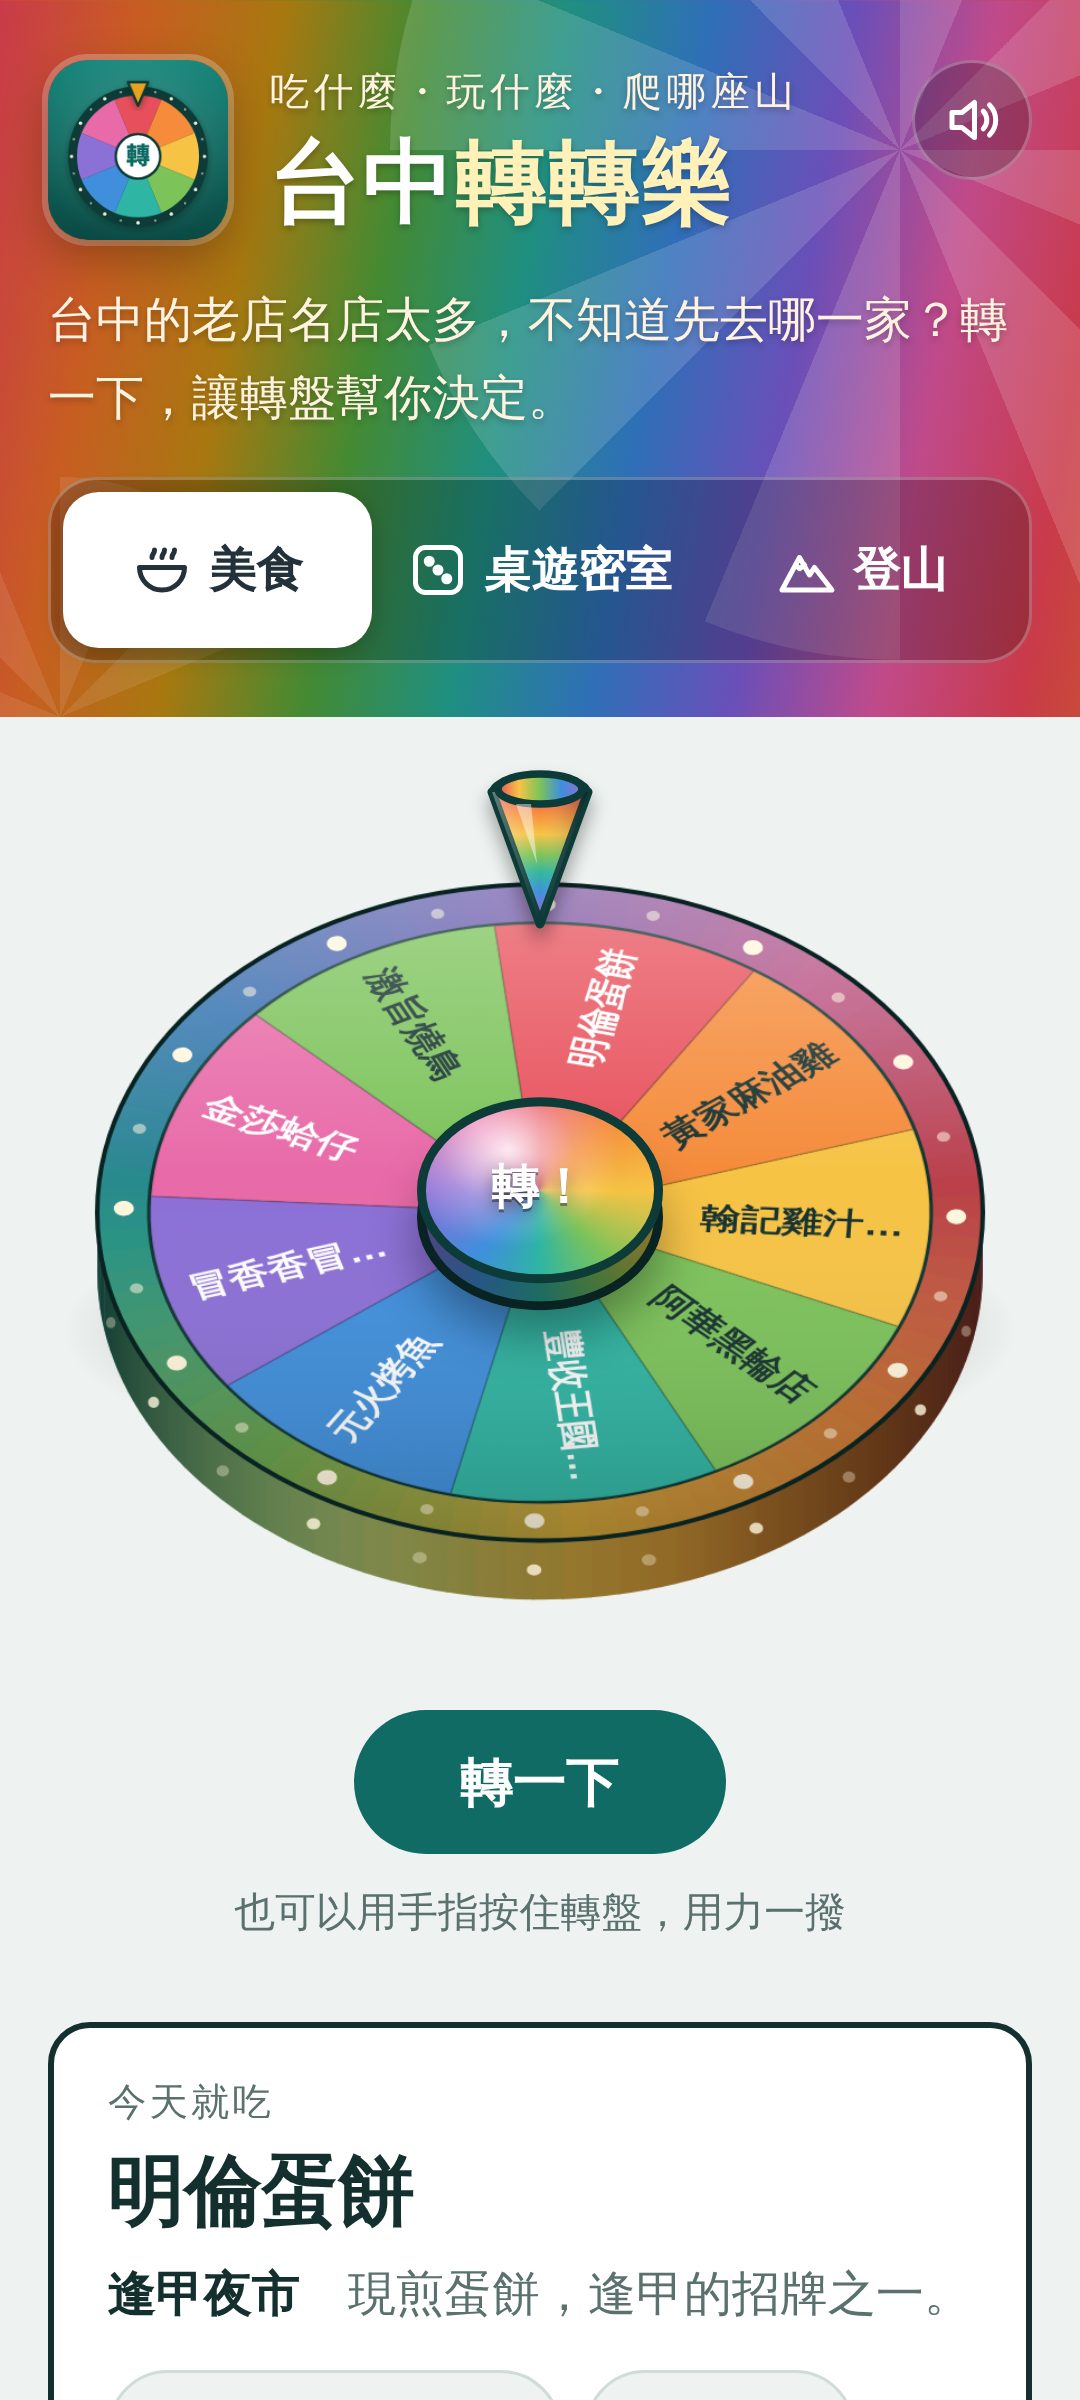 轉
吃什麼・玩什麼・爬哪座山
台中轉轉樂
台中的老店名店太多，不知道先去哪一家？轉
一下，讓轉盤幫你決定。
美食
桌遊密室
登山
明倫蛋餅
黃家麻油雞
翰記雞汁…
阿華黑輪店
豐收王國…
元火烤魚
冒香香冒…
金莎蛤仔
激旨燒鳥
轉！
轉一下
也可以用手指按住轉盤，用力一撥
今天就吃
明倫蛋餅
逢甲夜市　現煎蛋餅，逢甲的招牌之一。